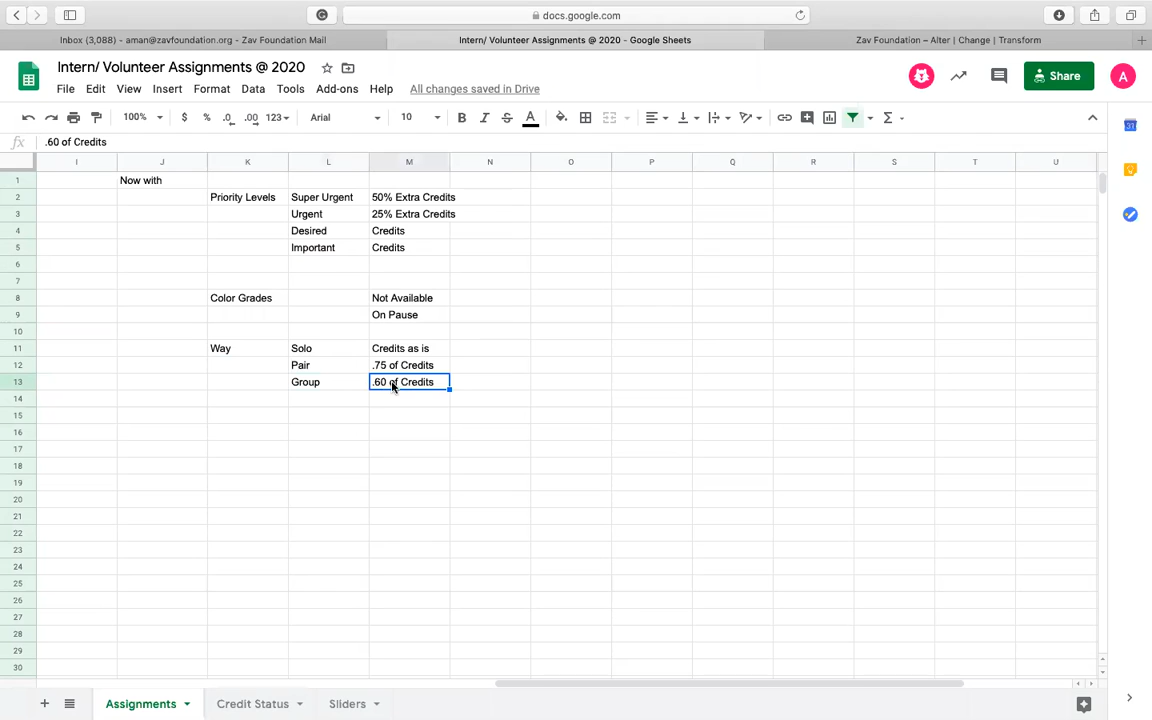 docs.google.com
Inbox (3,088) - aman@zavfoundation.org - Zav Foundation Mail
Intern/ Volunteer Assignments @ 2020 - Google Sheets
Zav Foundation – Alter | Change | Transform
Intern/ Volunteer Assignments @ 2020
File Edit View Insert Format Data Tools Add-ons Help All changes saved in Drive
Share
A
100% $ % .0 .00 123 Arial 10 B I S A
fx .60 of Credits
I J K L M N O P Q R S T U
1 Now with
2 Priority Levels Super Urgent 50% Extra Credits
3 Urgent 25% Extra Credits
4 Desired Credits
5 Important Credits
6
7
8 Color Grades Not Available
9 On Pause
10
11 Way Solo Credits as is
12 Pair .75 of Credits
13 Group .60 of Credits
14
15
16
17
18
19
20
21
22
23
24
25
26
27
28
29
30
31
Assignments Credit Status Sliders